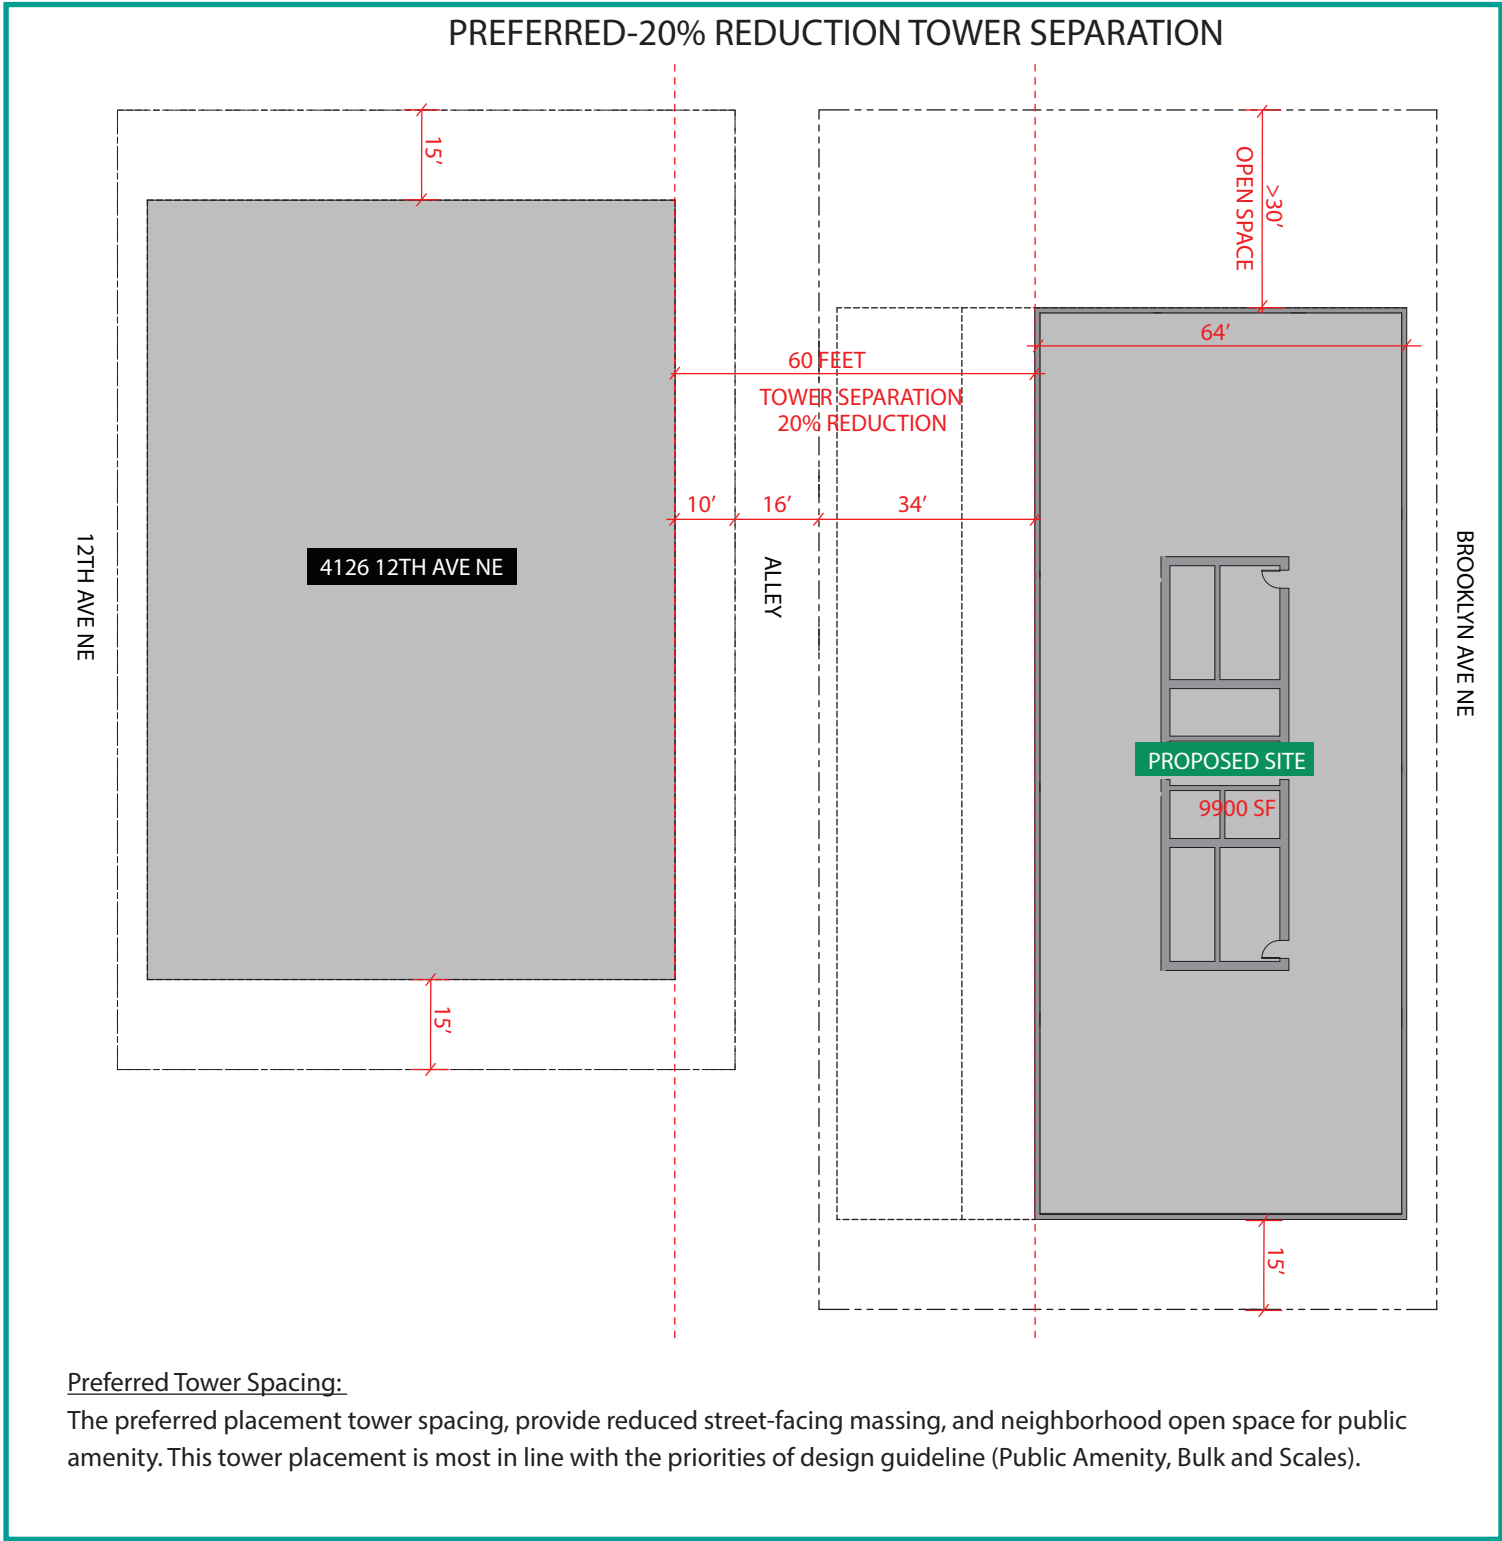 PREFERRED-20% REDUCTION TOWER SEPARATION
15’
>30’
OPEN SPACE
64’
60 FEET
TOWER SEPARATION
20% REDUCTION
10’
16’
34’
12TH AVE NE
4126 12TH AVE NE
ALLEY
BROOKLYN AVE NE
PROPOSED SITE
9900 SF
15’
15’
Preferred Tower Spacing:
The preferred placement tower spacing, provide reduced street-facing massing, and neighborhood open space for public
amenity. This tower placement is most in line with the priorities of design guideline (Public Amenity, Bulk and Scales).